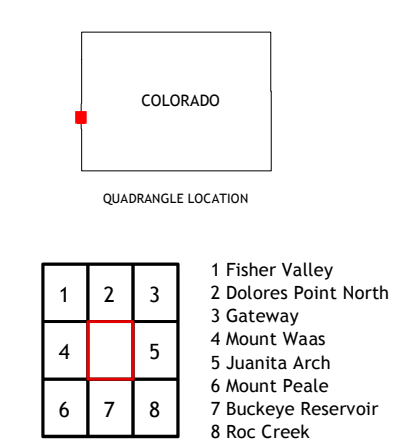 COLORADO
QUADRANGLE LOCATION
1 2 3
4 5
6 7 8
1 Fisher Valley
2 Dolores Point North
3 Gateway
4 Mount Waas
5 Juanita Arch
6 Mount Peale
7 Buckeye Reservoir
8 Roc Creek